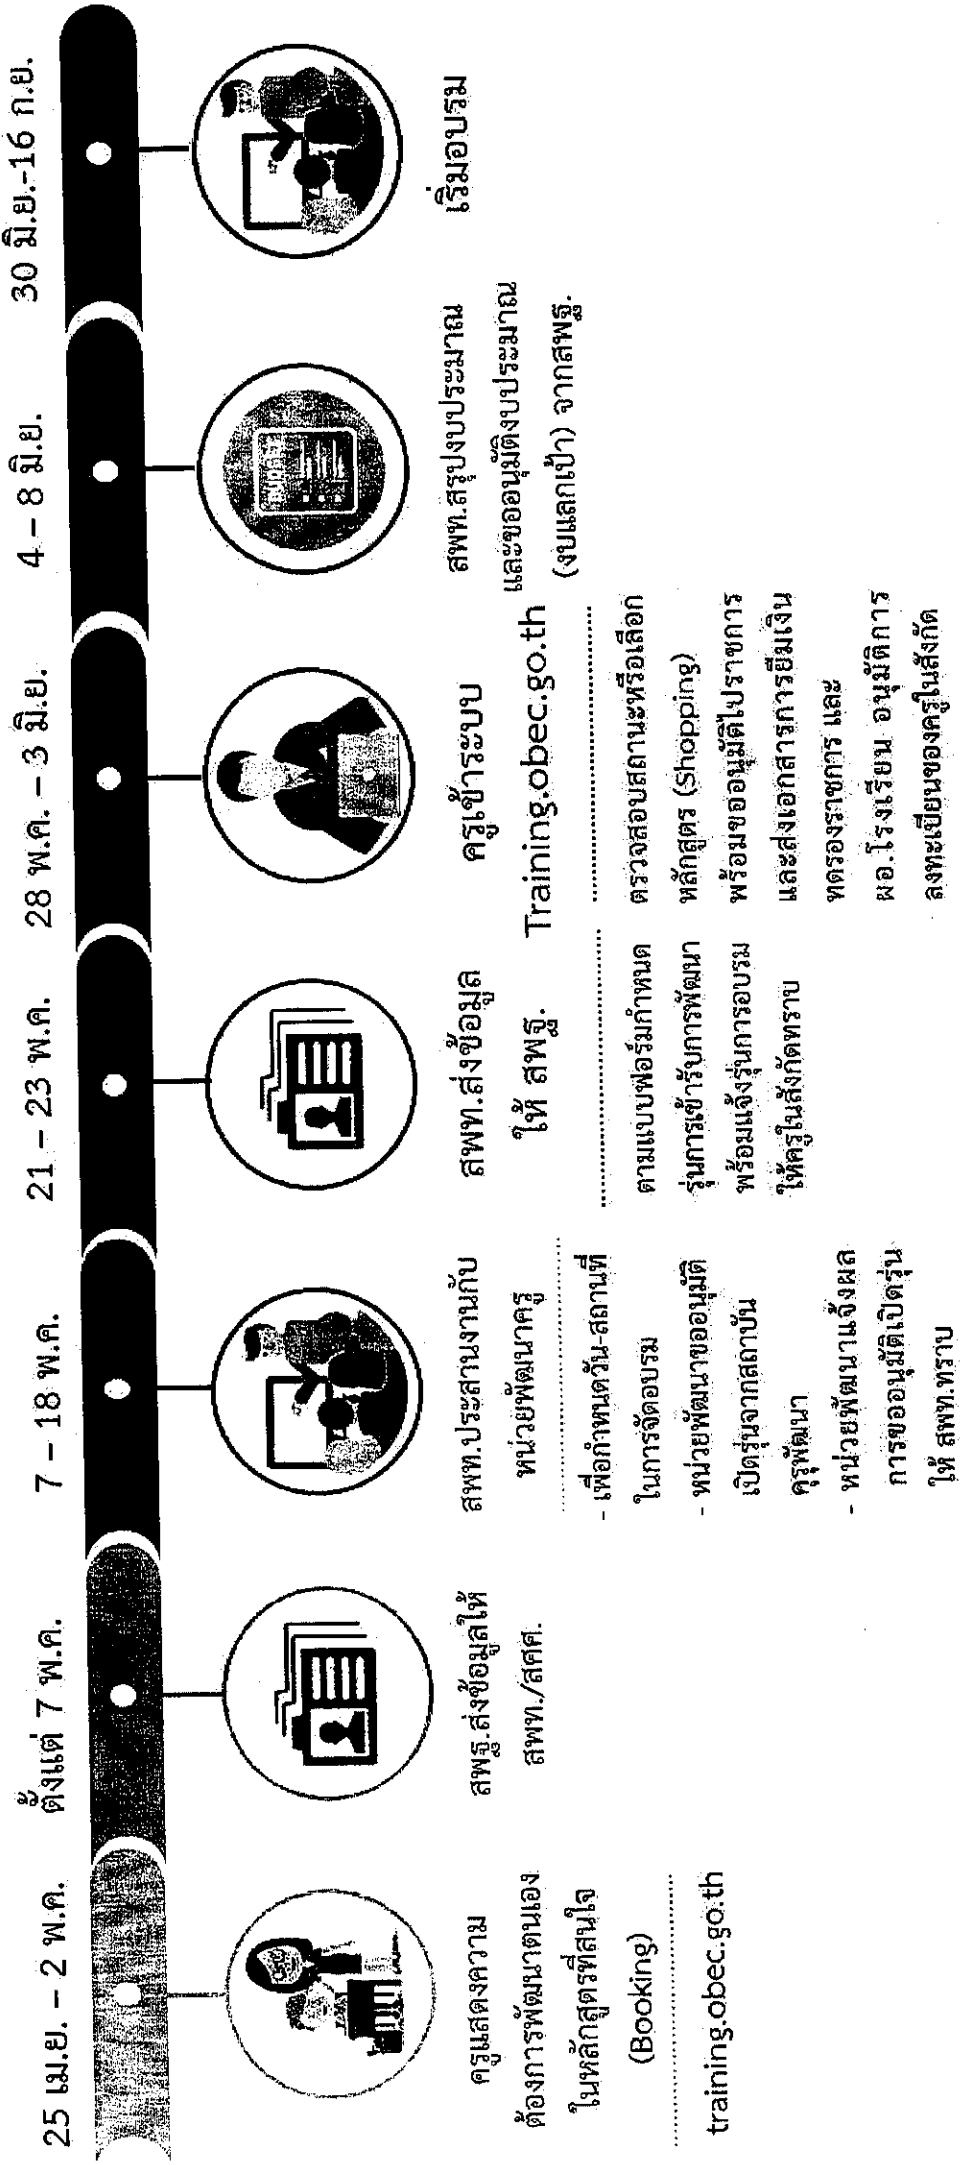 25 เม.ย. – 2 พ.ค.
ครูแสดงความ
ต้องการพัฒนาตนเอง
ในหลักสูตรที่สนใจ
(Booking)
training.obec.go.th
ตั้งแต่ 7 พ.ค.
สพฐ.ส่งข้อมูลให้
สพท./สศศ.
7 – 18 พ.ค.
สพท.ประสานงานกับ
หน่วยพัฒนาครู
- เพื่อกำหนดวัน-สถานที่
ในการจัดอบรม
- หน่วยพัฒนาขออนุมัติ
เปิดรุ่นจากสถาบัน
คุรุพัฒนา
- หน่วยพัฒนาแจ้งผล
การขออนุมัติเปิดรุ่น
ให้ สพท.ทราบ
21 – 23 พ.ค.
สพท.ส่งข้อมูล
ให้ สพฐ.
ตามแบบฟอร์มกำหนด
รุ่นการเข้ารับการพัฒนา
พร้อมแจ้งรุ่นการอบรม
ให้ครูในสังกัดทราบ
28 พ.ค. – 3 มิ.ย.
ครูเข้าระบบ
Training.obec.go.th
ตรวจสอบสถานะหรือเลือก
หลักสูตร (Shopping)
พร้อมขออนุมัติไปราชการ
และส่งเอกสารการยืมเงิน
ทดรองราชการ และ
ผอ.โรงเรียน อนุมัติการ
ลงทะเบียนของครูในสังกัด
4 – 8 มิ.ย.
BUDGET
สพท.สรุปงบประมาณ
และขออนุมัติงบประมาณ
(งบแลกเป้า) จากสพฐ.
30 มิ.ย.-16 ก.ย.
เริ่มอบรม